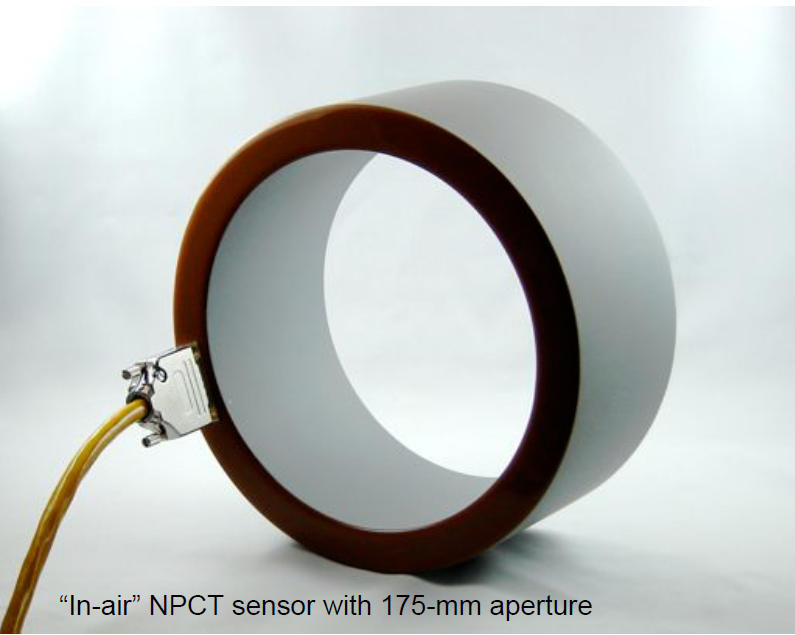 “In-air” NPCT sensor with 175-mm aperture